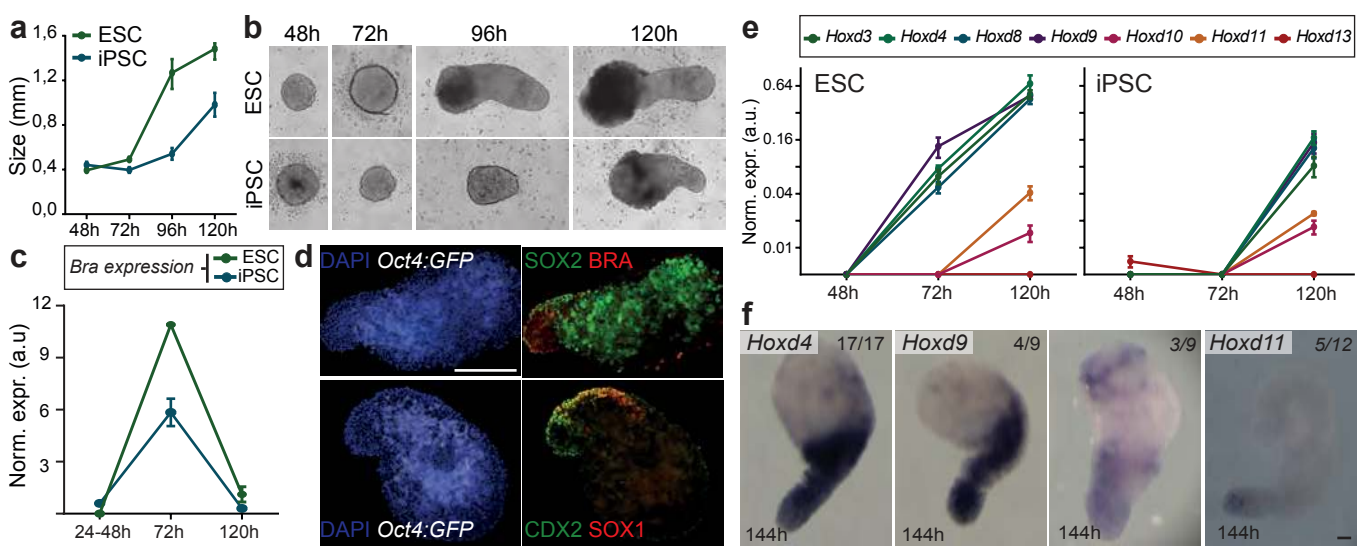 a
ESC
iPSC
Size (mm)
1,6
1,2
0,8
0,4
0,0
48h 72h 96h 120h
b
48h 72h 96h 120h
ESC
iPSC
c
Bra expression
ESC
iPSC
Norm. expr. (a.u)
12
9
6
3
24-48h 72h 120h
d
DAPI Oct4:GFP
SOX2 BRA
DAPI Oct4:GFP
CDX2 SOX1
e
Hoxd3 Hoxd4 Hoxd8 Hoxd9 Hoxd10 Hoxd11 Hoxd13
ESC
iPSC
Norm. expr. (a.u.)
0.64
0.16
0.04
0.01
48h 72h 120h
48h 72h 120h
f
Hoxd4 17/17
Hoxd9 4/9
3/9
Hoxd11 5/12
144h
144h
144h
144h